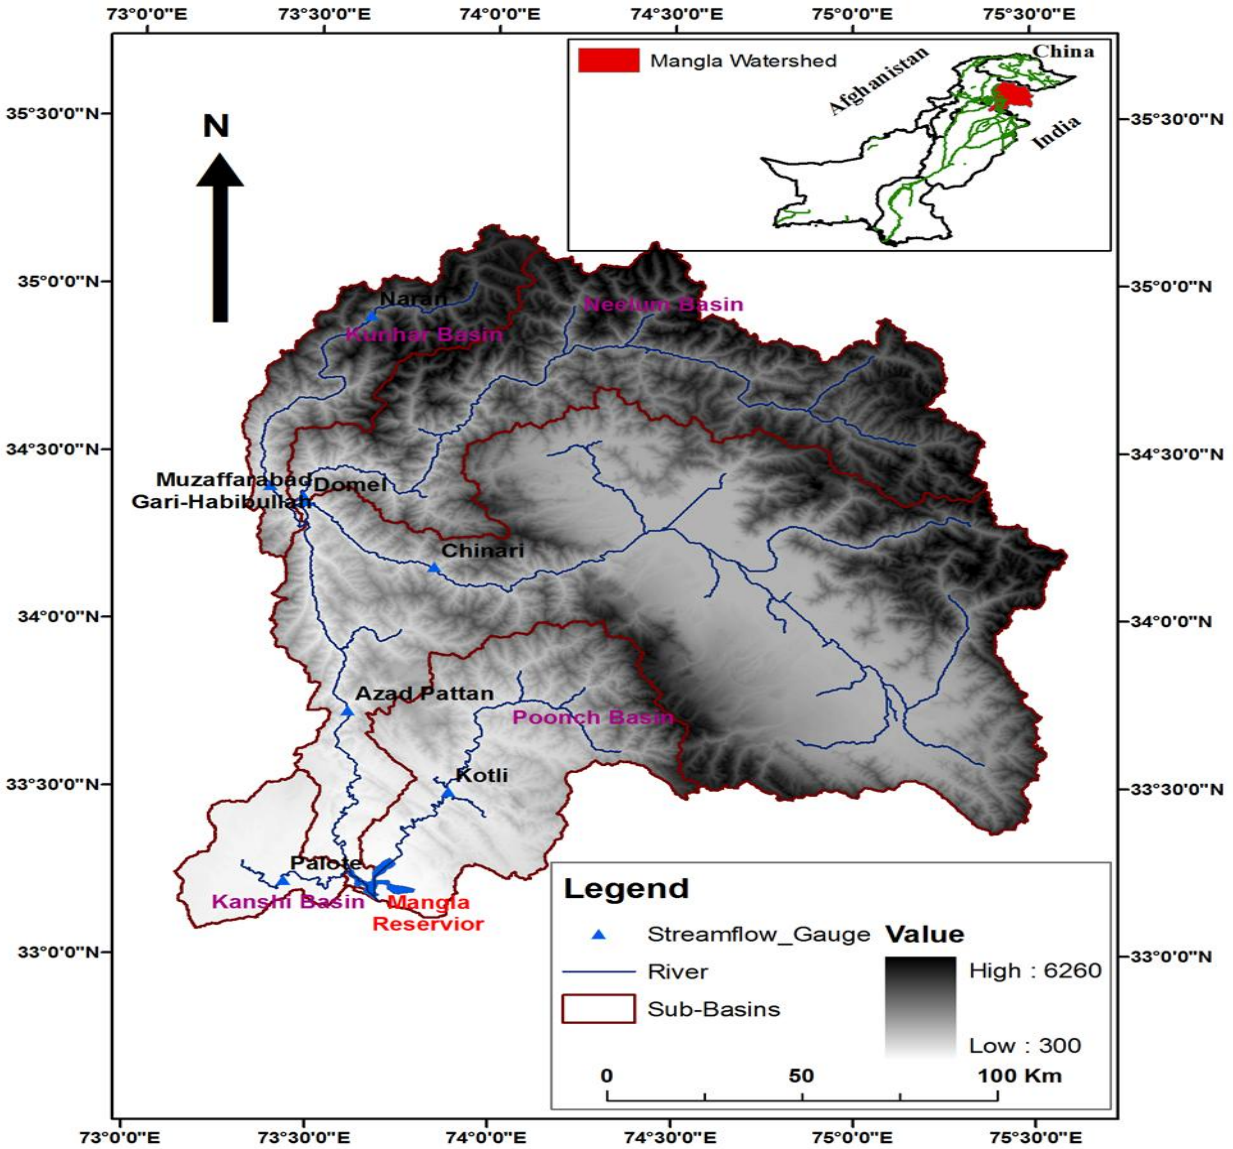 73°0'0"E 73°30'0"E 74°0'0"E 74°30'0"E 75°0'0"E 75°30'0"E
Mangla Watershed
Afghanistan
China
India
N
35°30'0"N 35°30'0"N
35°0'0"N 35°0'0"N
Naran
Kunhar Basin
Neelum Basin
34°30'0"N 34°30'0"N
Muzaffarabad
Domel
Gari-Habibullah
Chinari
34°0'0"N 34°0'0"N
Azad Pattan
Poonch Basin
Kotli
33°30'0"N 33°30'0"N
Palote
Kanshi Basin
Mangla
Reservior
33°0'0"N 33°0'0"N
Legend
Streamflow_Gauge
River
Sub-Basins
Value
High : 6260
Low : 300
0 50 100 Km
73°0'0"E 73°30'0"E 74°0'0"E 74°30'0"E 75°0'0"E 75°30'0"E